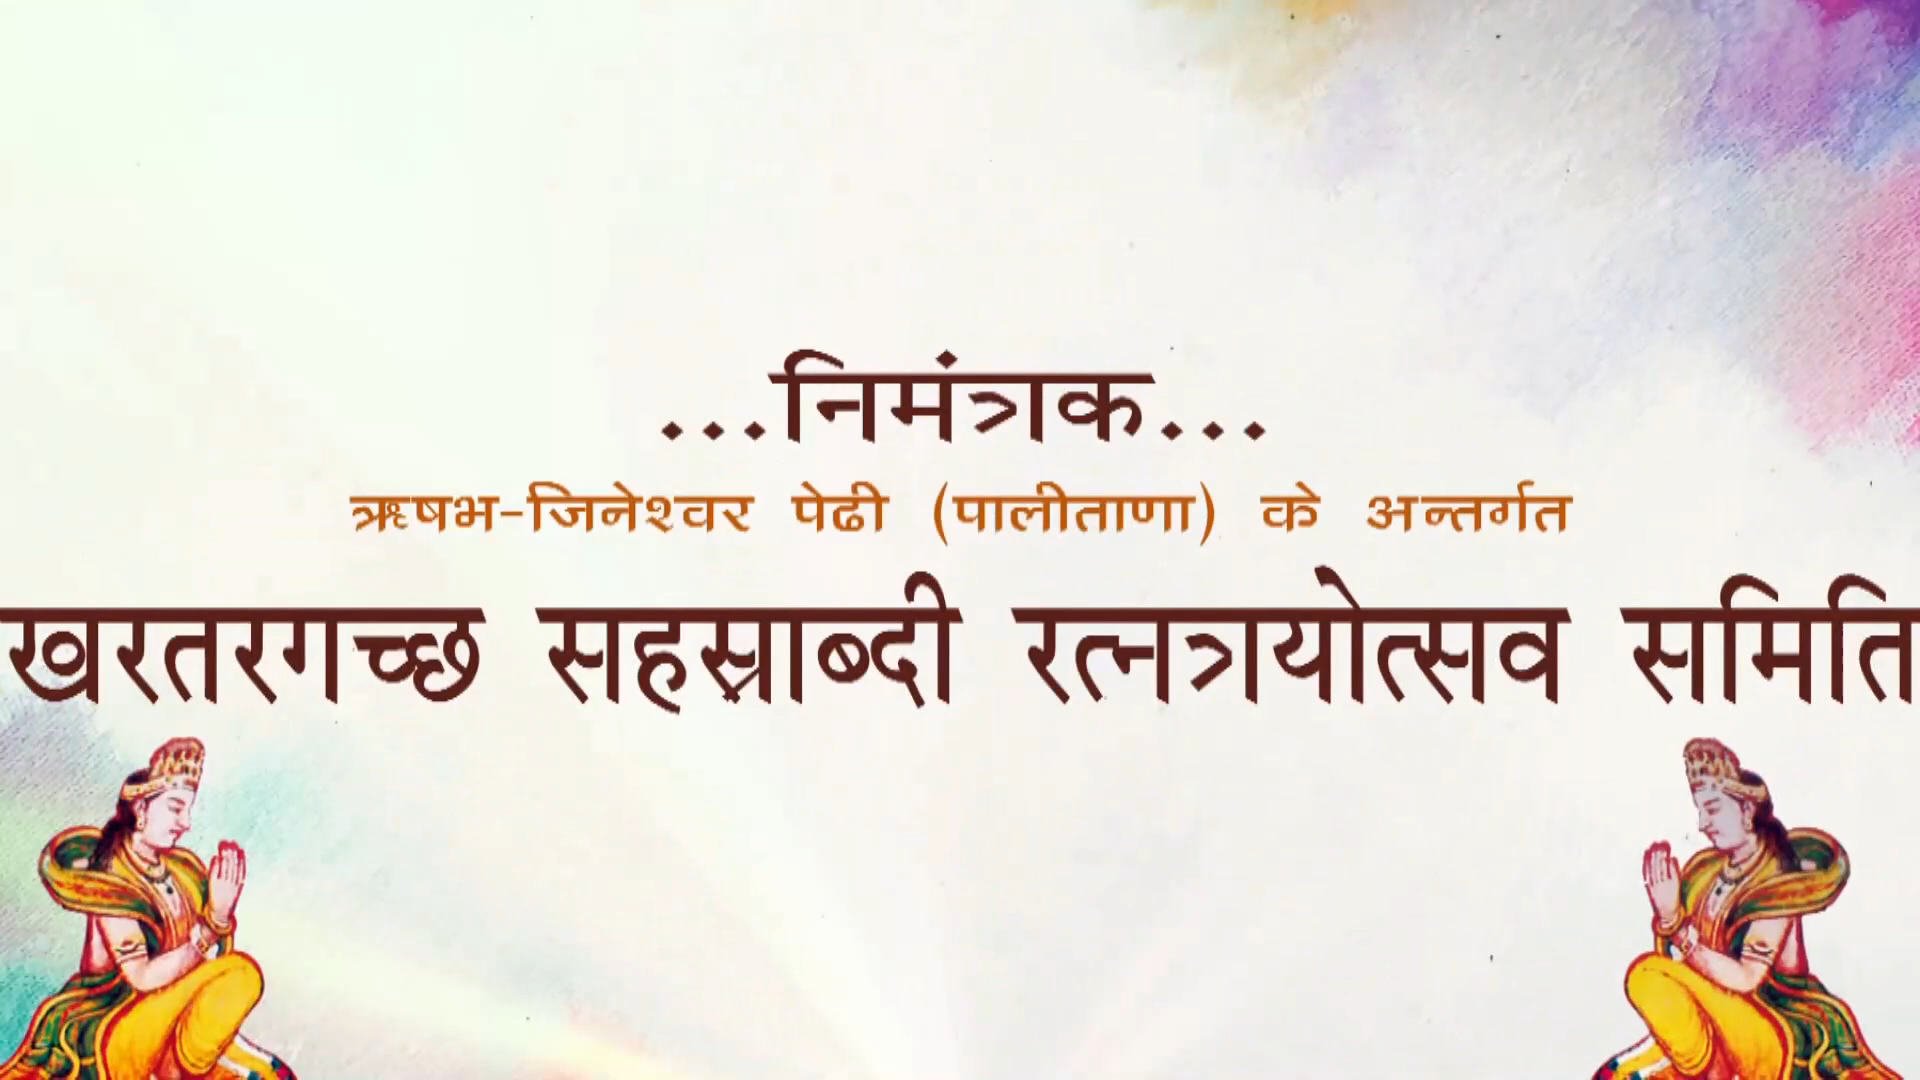 ...निमंत्रक...
ऋषभ-जिनेश्वर पेढी (पालीताणा) के अन्तर्गत
खरतरगच्छ सहस्राब्दी रत्नत्रयोत्सव समिति